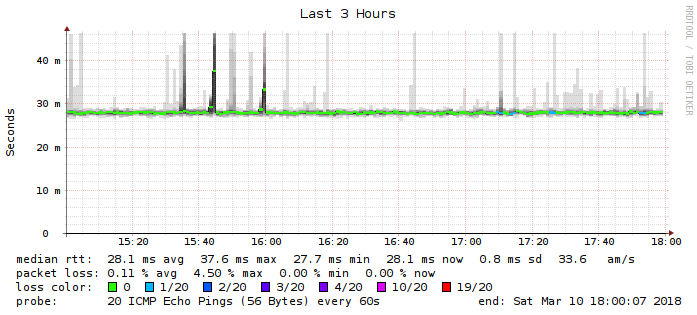 Last 3 Hours
RRDTOOL / TOBI OETIKER
Seconds
40 m
30 m
20 m
10 m
0
15:20 15:40 16:00 16:20 16:40 17:00 17:20 17:40 18:00
median rtt: 28.1 ms avg 37.6 ms max 27.7 ms min 28.1 ms now 0.8 ms sd 33.6 am/s
packet loss: 0.11 % avg 4.50 % max 0.00 % min 0.00 % now
loss color: 0 1/20 2/20 3/20 4/20 10/20 19/20
probe: 20 ICMP Echo Pings (56 Bytes) every 60s end: Sat Mar 10 18:00:07 2018